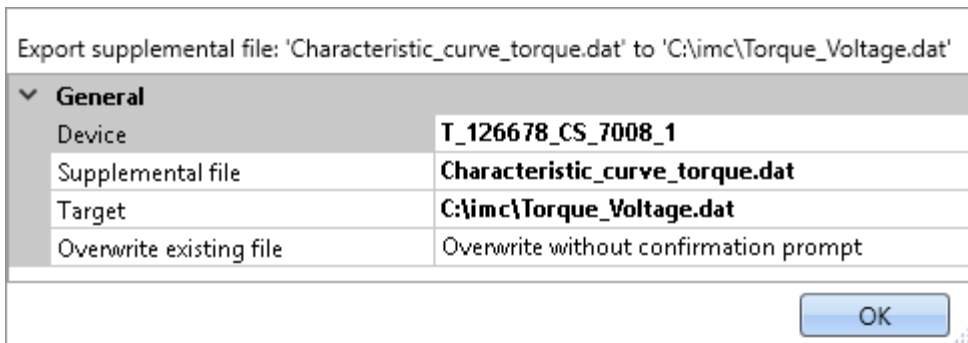 Export supplemental file: 'Characteristic_curve_torque.dat' to 'C:\imc\Torque_Voltage.dat'
General
Device T_126678_CS_7008_1
Supplemental file Characteristic_curve_torque.dat
Target C:\imc\Torque_Voltage.dat
Overwrite existing file Overwrite without confirmation prompt
OK